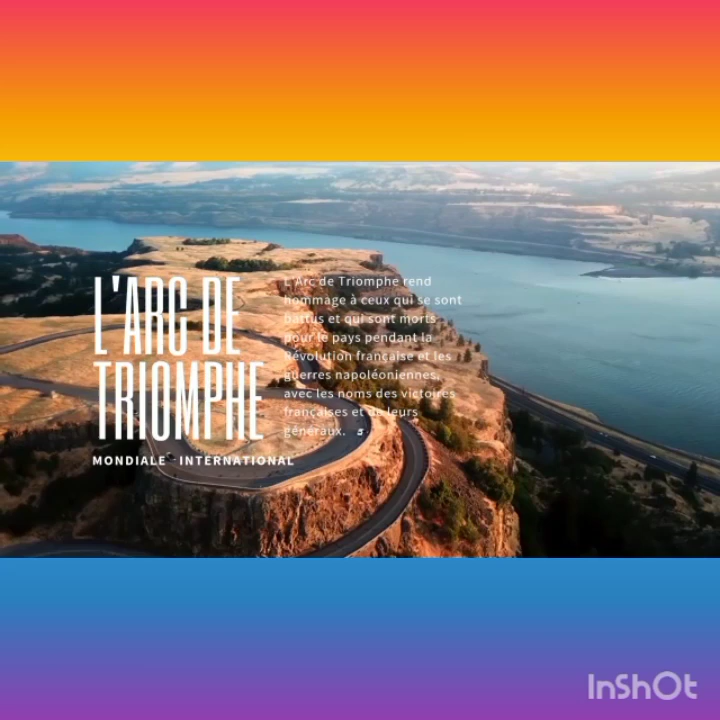 L'ARC DE
TRIOMPHE
MONDIALE INTERNATIONAL
L'Arc de Triomphe rend
hommage à ceux qui se sont
battus et qui sont morts
pour le pays pendant la
Révolution française et les
guerres napoléoniennes,
avec les noms des victoires
françaises et de leurs
généraux.
InShOt